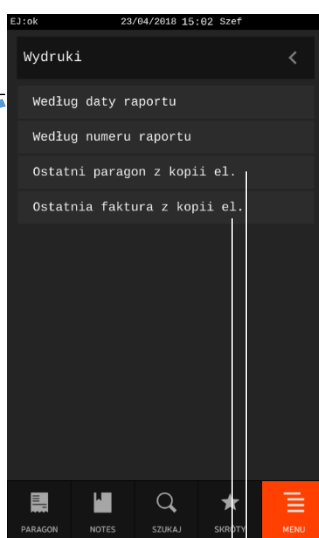 EJ:ok 23/04/2018 15:02 Szef
Wydruki
Według daty raportu
Według numeru raportu
Ostatni paragon z kopii el.
Ostatnia faktura z kopii el.
PARAGON NOTES SZUKAJ SKRÓTY MENU